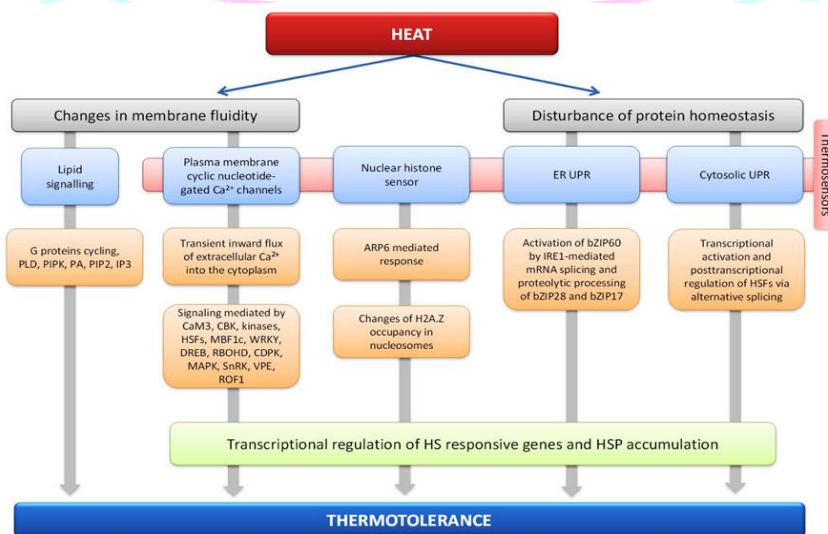 HEAT
Changes in membrane fluidity
Disturbance of protein homeostasis
Thermosensors
Lipid
signalling
Plasma membrane
cyclic nucleotide-
gated Ca²⁺ channels
Nuclear histone
sensor
ER UPR
Cytosolic UPR
G proteins cycling,
PLD, PIPK, PA, PIP2, IP3
Transient inward flux
of extracellular Ca²⁺
into the cytoplasm
ARP6 mediated
response
Activation of bZIP60
by IRE1-mediated
mRNA splicing and
proteolytic processing
of bZIP28 and bZIP17
Transcriptional
activation and
posttranscriptional
regulation of HSFs via
alternative splicing
Signaling mediated by
CaM3, CBK, kinases,
HSFs, MBF1c, WRKY,
DREB, RBOHD, CDPK,
MAPK, SnRK, VPE,
ROF1
Changes of H2A.Z
occupancy in
nucleosomes
Transcriptional regulation of HS responsive genes and HSP accumulation
THERMOTOLERANCE